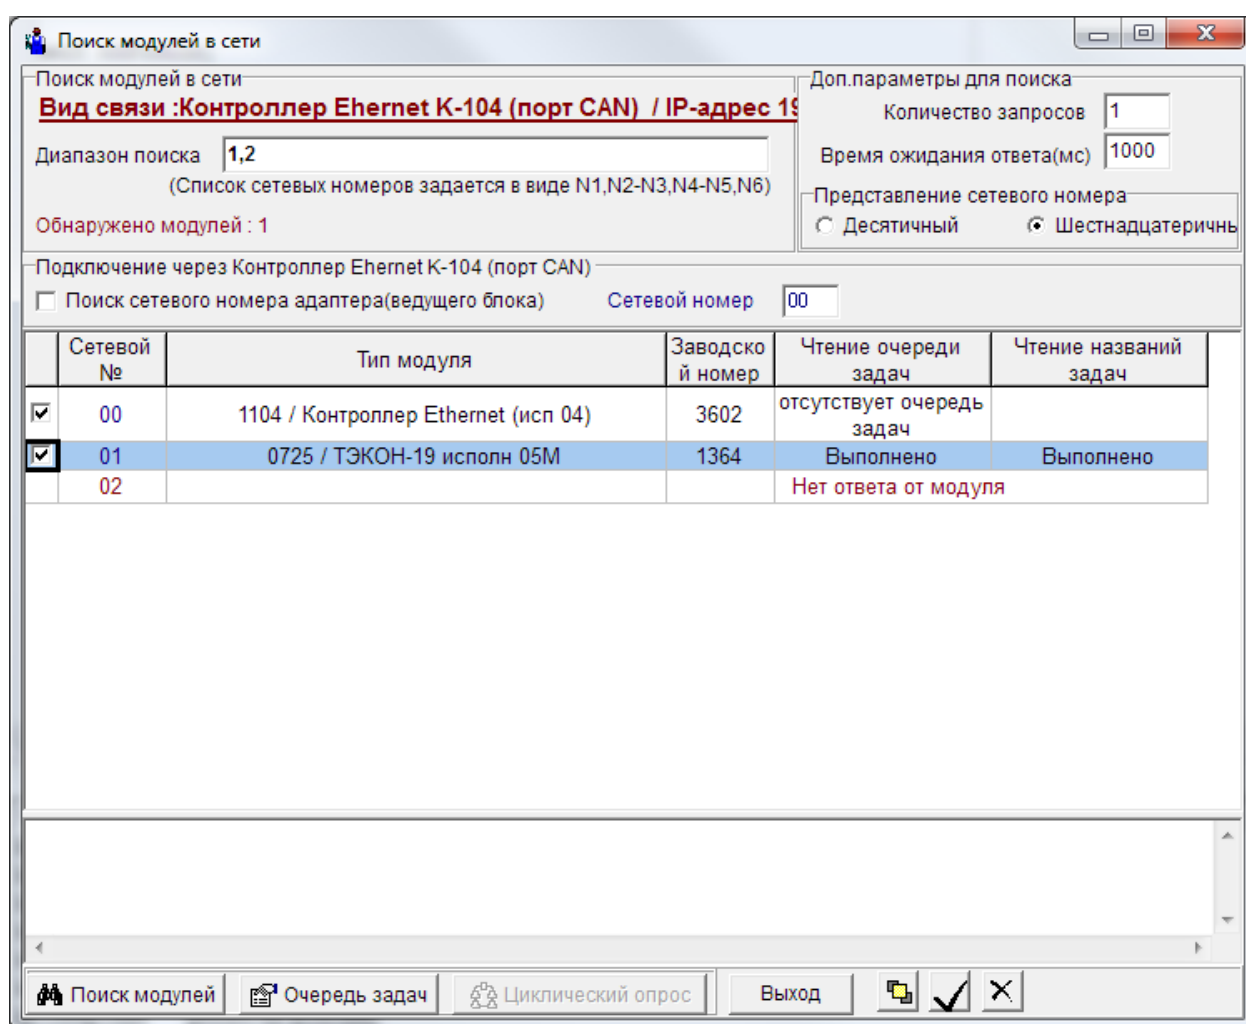 Поиск модулей в сети
Поиск модулей в сети
Вид связи :Контроллер Ehernet К-104 (порт CAN) / IP-адрес 19
Диапазон поиска 1,2
(Список сетевых номеров задается в виде N1,N2-N3,N4-N5,N6)
Обнаружено модулей : 1
Доп.параметры для поиска
Количество запросов 1
Время ожидания ответа(мс) 1000
Представление сетевого номера
Десятичный Шестнадцатеричнь
Подключение через Контроллер Ehernet К-104 (порт CAN)
Поиск сетевого номера адаптера(ведущего блока) Сетевой номер 00
Сетевой № Тип модуля Заводско й номер Чтение очереди задач Чтение названий задач
00 1104 / Контроллер Ethernet (исп 04) 3602 отсутствует очередь задач
01 0725 / ТЭКОН-19 исполн 05М 1364 Выполнено Выполнено
02 Нет ответа от модуля
Поиск модулей Очередь задач Циклический опрос Выход